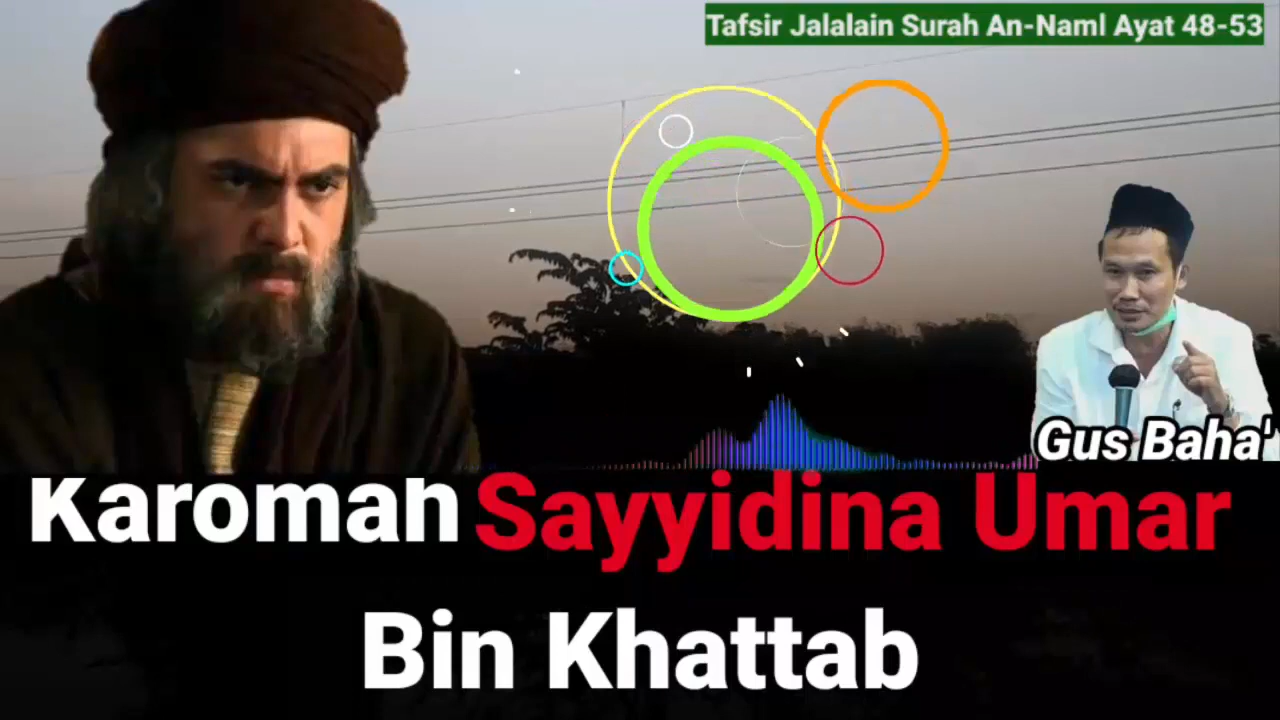 Tafsir Jalalain Surah An-Naml Ayat 48-53
Gus Baha'
Karomah Sayyidina Umar
Bin Khattab